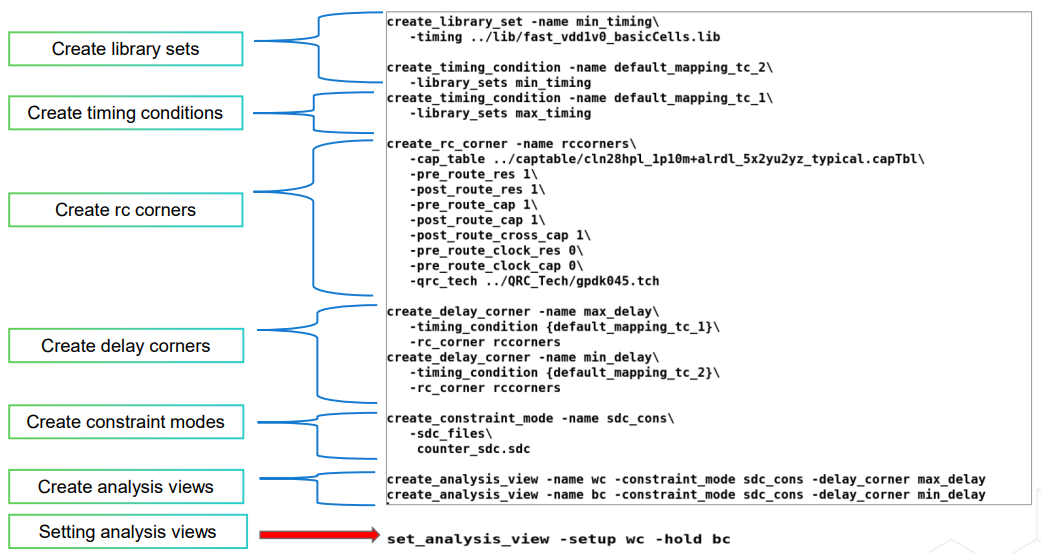 Create library sets
Create timing conditions
Create rc corners
Create delay corners
Create constraint modes
Create analysis views
Setting analysis views
create_library_set -name min_timing\
-timing ../lib/fast_vdd1v0_basicCells.lib
create_timing_condition -name default_mapping_tc_2\
-library_sets min_timing
create_timing_condition -name default_mapping_tc_1\
-library_sets max_timing
create_rc_corner -name rccorners\
-cap_table ../captable/cln28hpl_1p10m+alrdl_5x2yu2yz_typical.capTbl\
-pre_route_res 1\
-post_route_res 1\
-pre_route_cap 1\
-post_route_cap 1\
-post_route_cross_cap 1\
-pre_route_clock_res 0\
-pre_route_clock_cap 0\
-qrc_tech ../QRC_Tech/gpdk045.tch
create_delay_corner -name max_delay\
-timing_condition {default_mapping_tc_1}\
-rc_corner rccorners
create_delay_corner -name min_delay\
-timing_condition {default_mapping_tc_2}\
-rc_corner rccorners
create_constraint_mode -name sdc_cons\
-sdc_files\
counter_sdc.sdc
create_analysis_view -name wc -constraint_mode sdc_cons -delay_corner max_delay
create_analysis_view -name bc -constraint_mode sdc_cons -delay_corner min_delay
set_analysis_view -setup wc -hold bc